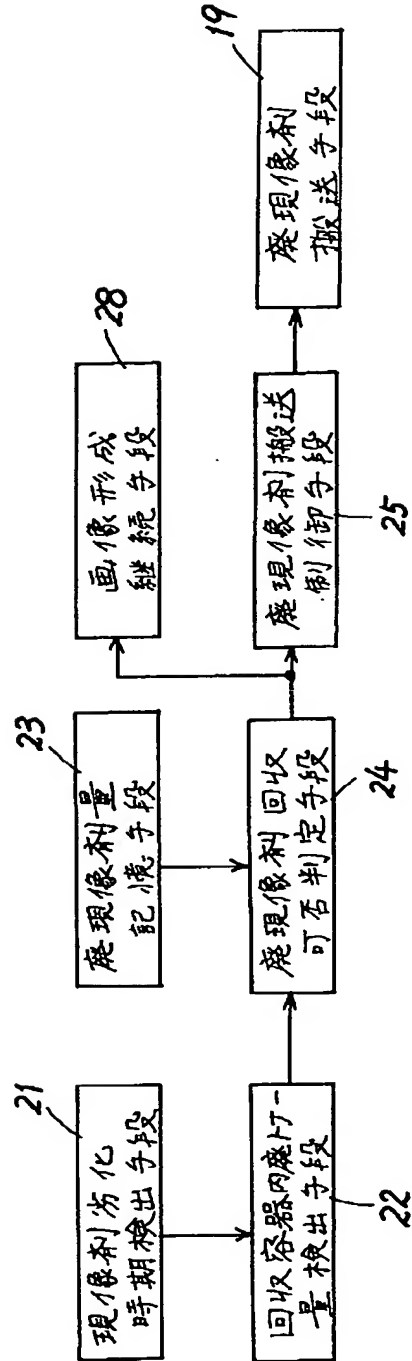 21
現像剤劣化
時期検出手段
回収容器内廃トナー
量検出手段
22
23
廃現像剤量
記憶手段
廃現像剤回収
可否判定手段
24
28
画像形成
継続手段
廃現像剤搬送
制御手段
25
19
廃現像剤
搬送手段